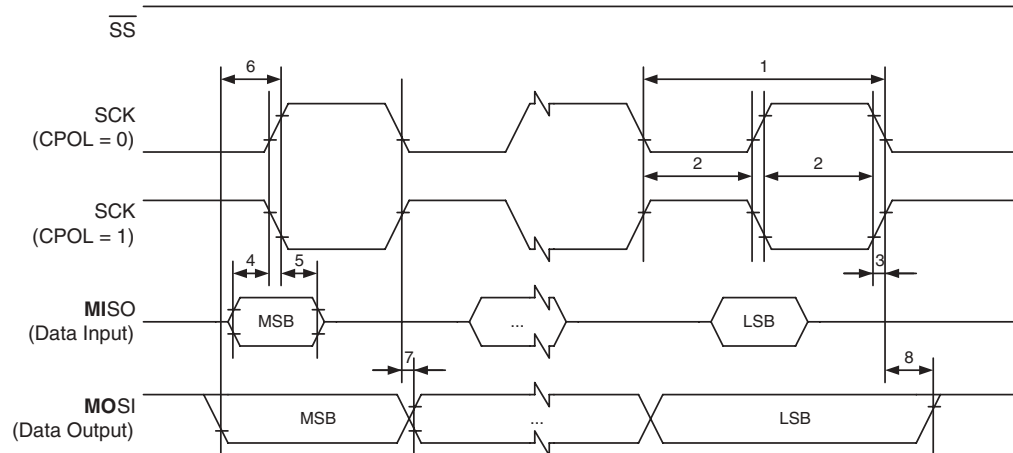 SS
6
1
SCK
(CPOL = 0)
2
2
SCK
(CPOL = 1)
4
5
3
MISO
(Data Input)
MSB
...
LSB
7
8
MOSI
(Data Output)
MSB
...
LSB